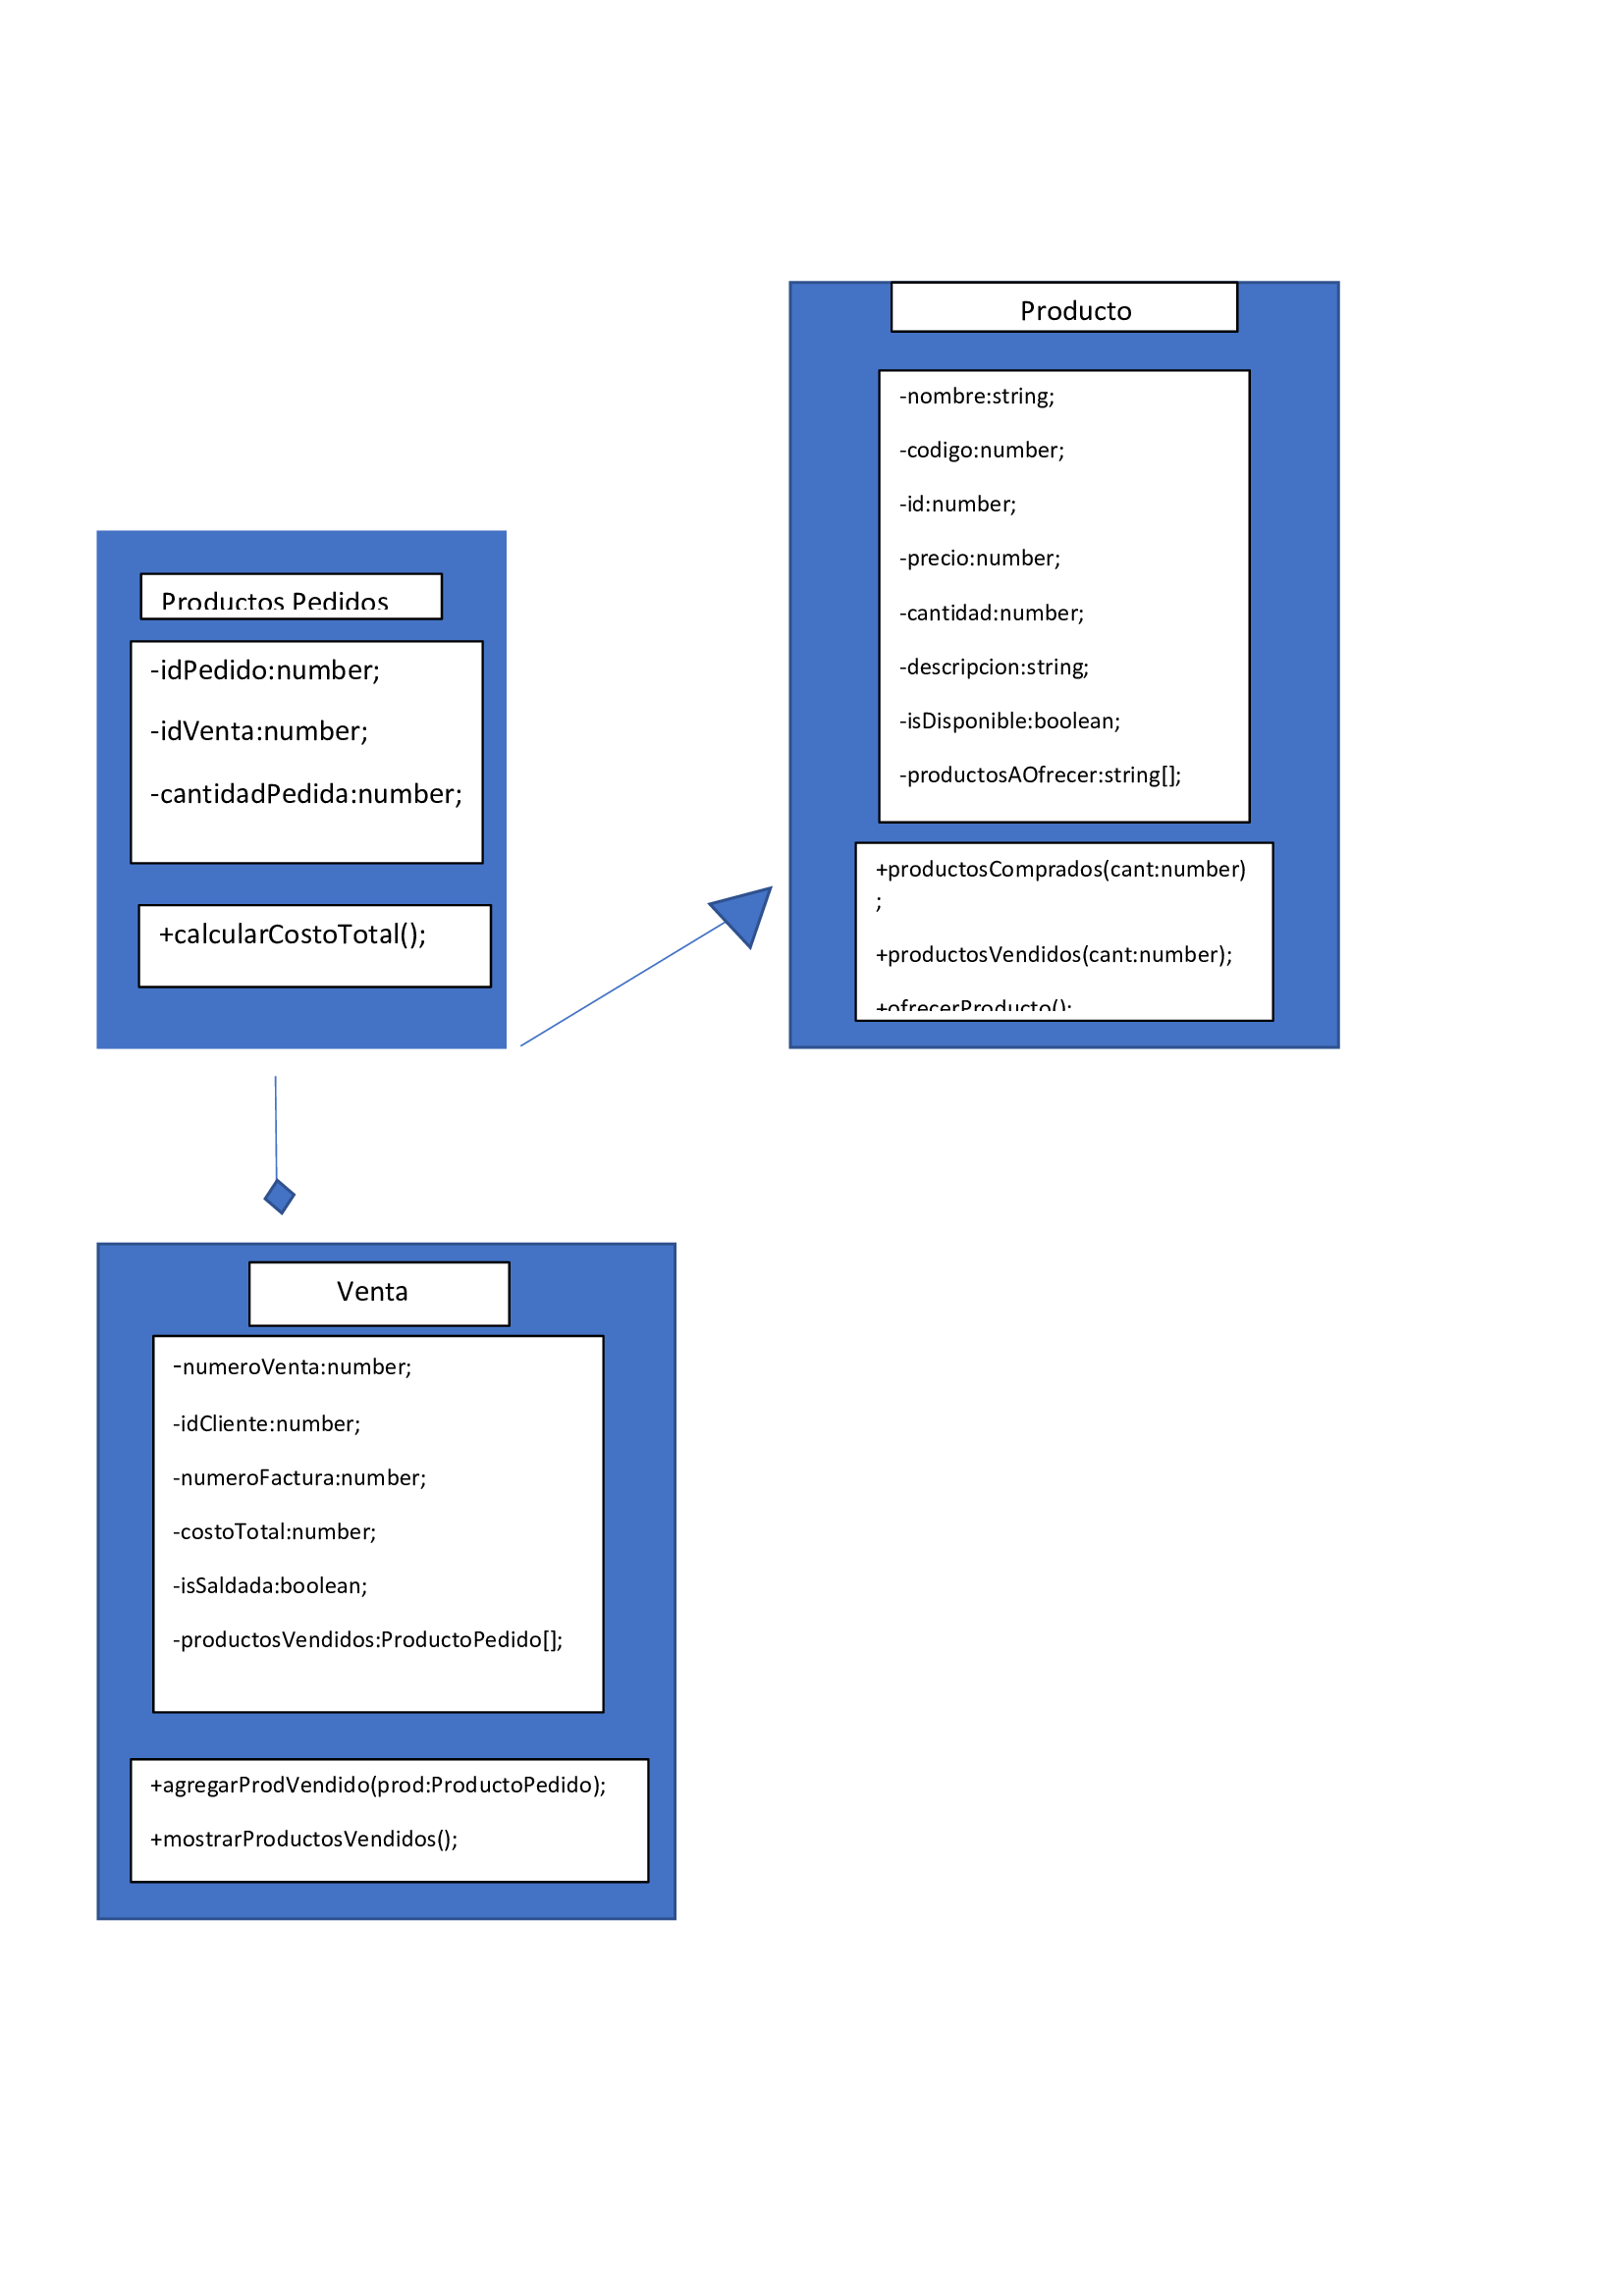 Producto
-nombre:string;
-codigo:number;
-id:number;
-precio:number;
-cantidad:number;
-descripcion:string;
-isDisponible:boolean;
-productosAOfrecer:string[];
+productosComprados(cant:number)
;
+productosVendidos(cant:number);
+ofrecerProducto();
Productos Pedidos
-idPedido:number;
-idVenta:number;
-cantidadPedida:number;
+calcularCostoTotal();
Venta
-numeroVenta:number;
-idCliente:number;
-numeroFactura:number;
-costoTotal:number;
-isSaldada:boolean;
-productosVendidos:ProductoPedido[];
+agregarProdVendido(prod:ProductoPedido);
+mostrarProductosVendidos();